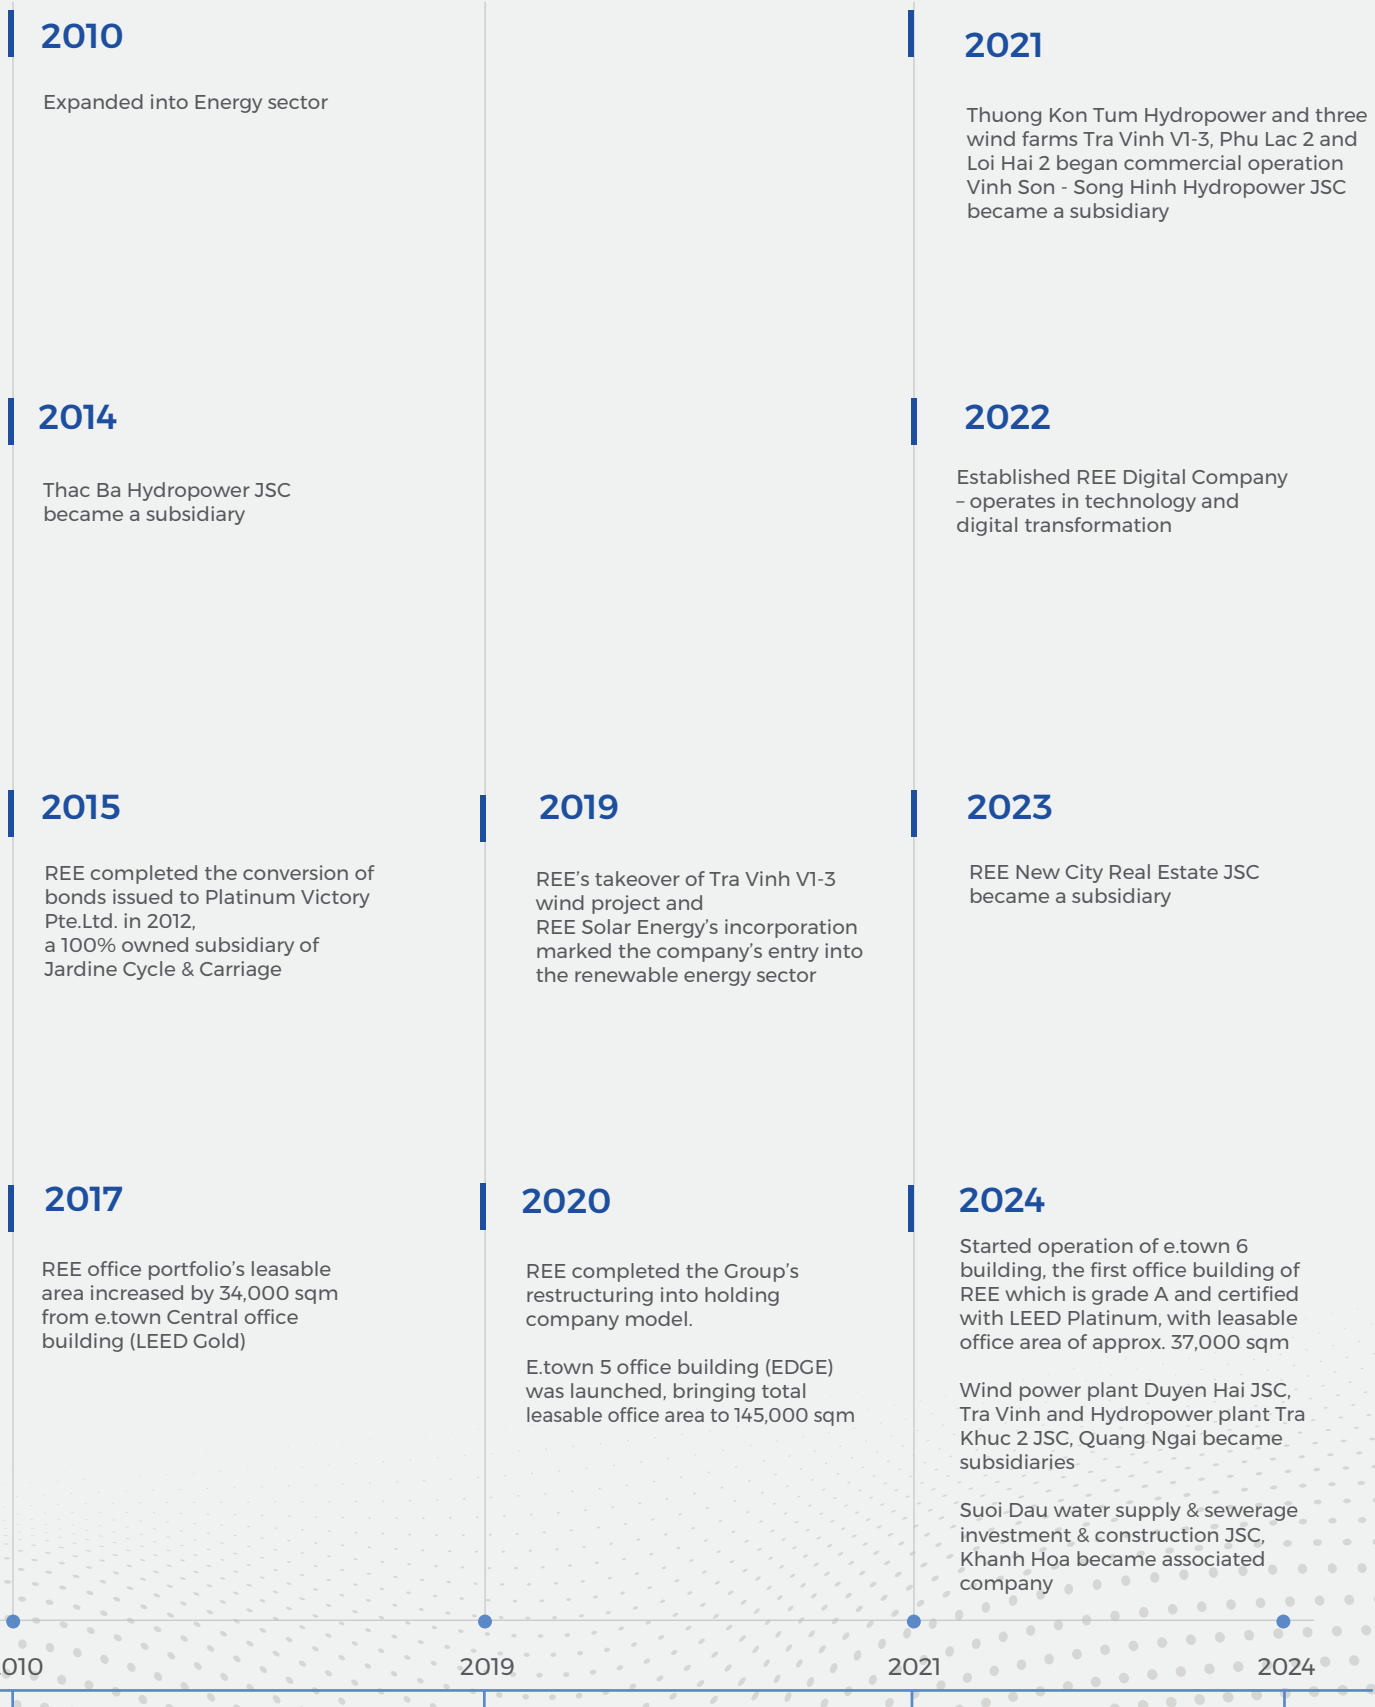 2010
Expanded into Energy sector
2014
Thac Ba Hydropower JSC
became a subsidiary
2015
REE completed the conversion of
bonds issued to Platinum Victory
Pte.Ltd. in 2012,
a 100% owned subsidiary of
Jardine Cycle & Carriage
2017
REE office portfolio’s leasable
area increased by 34,000 sqm
from e.town Central office
building (LEED Gold)
2019
REE’s takeover of Tra Vinh V1-3
wind project and
REE Solar Energy’s incorporation
marked the company’s entry into
the renewable energy sector
2020
REE completed the Group’s
restructuring into holding
company model.
E.town 5 office building (EDGE)
was launched, bringing total
leasable office area to 145,000 sqm
2021
Thuong Kon Tum Hydropower and three
wind farms Tra Vinh V1-3, Phu Lac 2 and
Loi Hai 2 began commercial operation
Vinh Son - Song Hinh Hydropower JSC
became a subsidiary
2022
Established REE Digital Company
– operates in technology and
digital transformation
2023
REE New City Real Estate JSC
became a subsidiary
2024
Started operation of e.town 6
building, the first office building of
REE which is grade A and certified
with LEED Platinum, with leasable
office area of approx. 37,000 sqm
Wind power plant Duyen Hai JSC,
Tra Vinh and Hydropower plant Tra
Khuc 2 JSC, Quang Ngai became
subsidiaries
Suoi Dau water supply & sewerage
investment & construction JSC,
Khanh Hoa became associated
company
010
2019
2021
2024